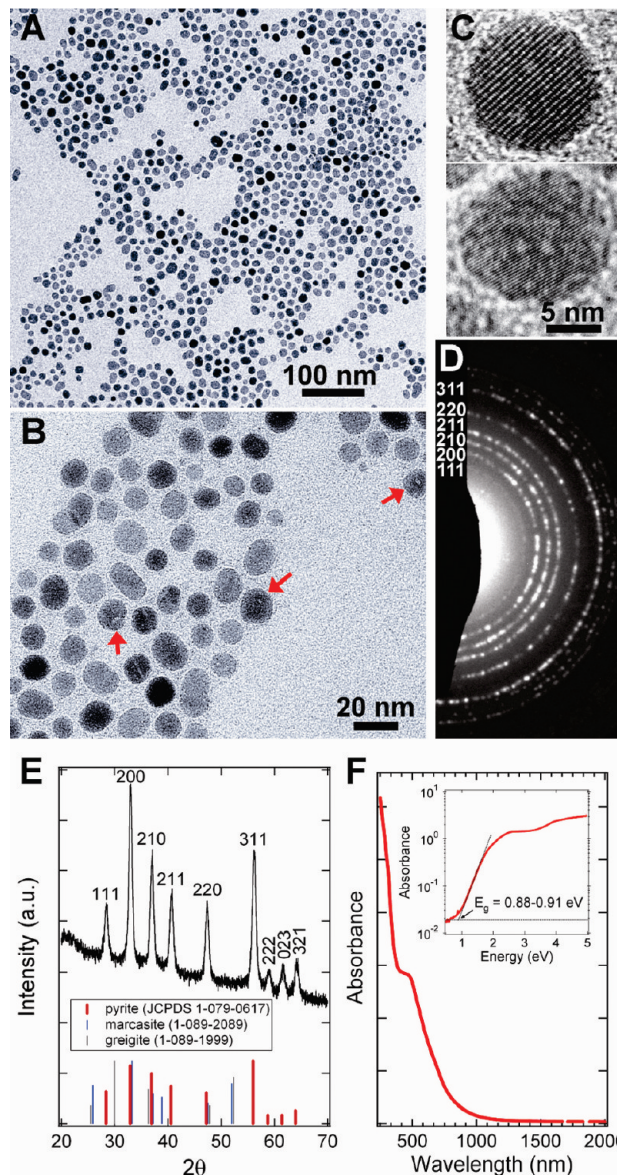 A
100 nm
B
20 nm
C
5 nm
D
311
220
211
210
200
111
E
200
311
210
211
111
220
222
023
321
Intensity (a.u.)
pyrite (JCPDS 1-079-0617)
marcasite (1-089-2089)
greigite (1-089-1999)
20 30 40 50 60 70
2θ
F
Absorbance
10¹
10⁰
10⁻¹
10⁻²
Absorbance
E_g = 0.88-0.91 eV
1 2 3 4 5
Energy (eV)
500 1000 1500 2000
Wavelength (nm)